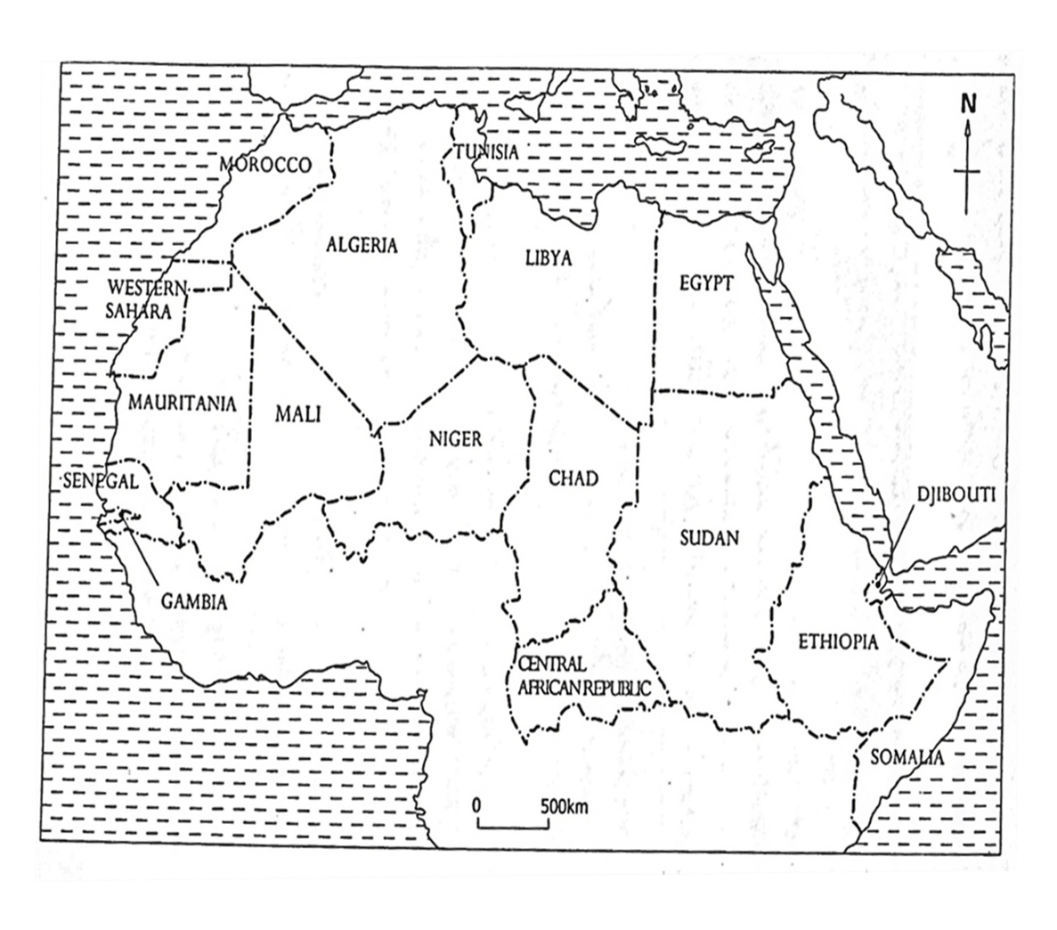 N
MOROCCO
TUNISIA
ALGERIA
LIBYA
EGYPT
WESTERN
SAHARA
MAURITANIA
MALI
NIGER
CHAD
SENEGAL
DJIBOUTI
SUDAN
GAMBIA
ETHIOPIA
CENTRAL
AFRICAN REPUBLIC
SOMALIA
0 500km